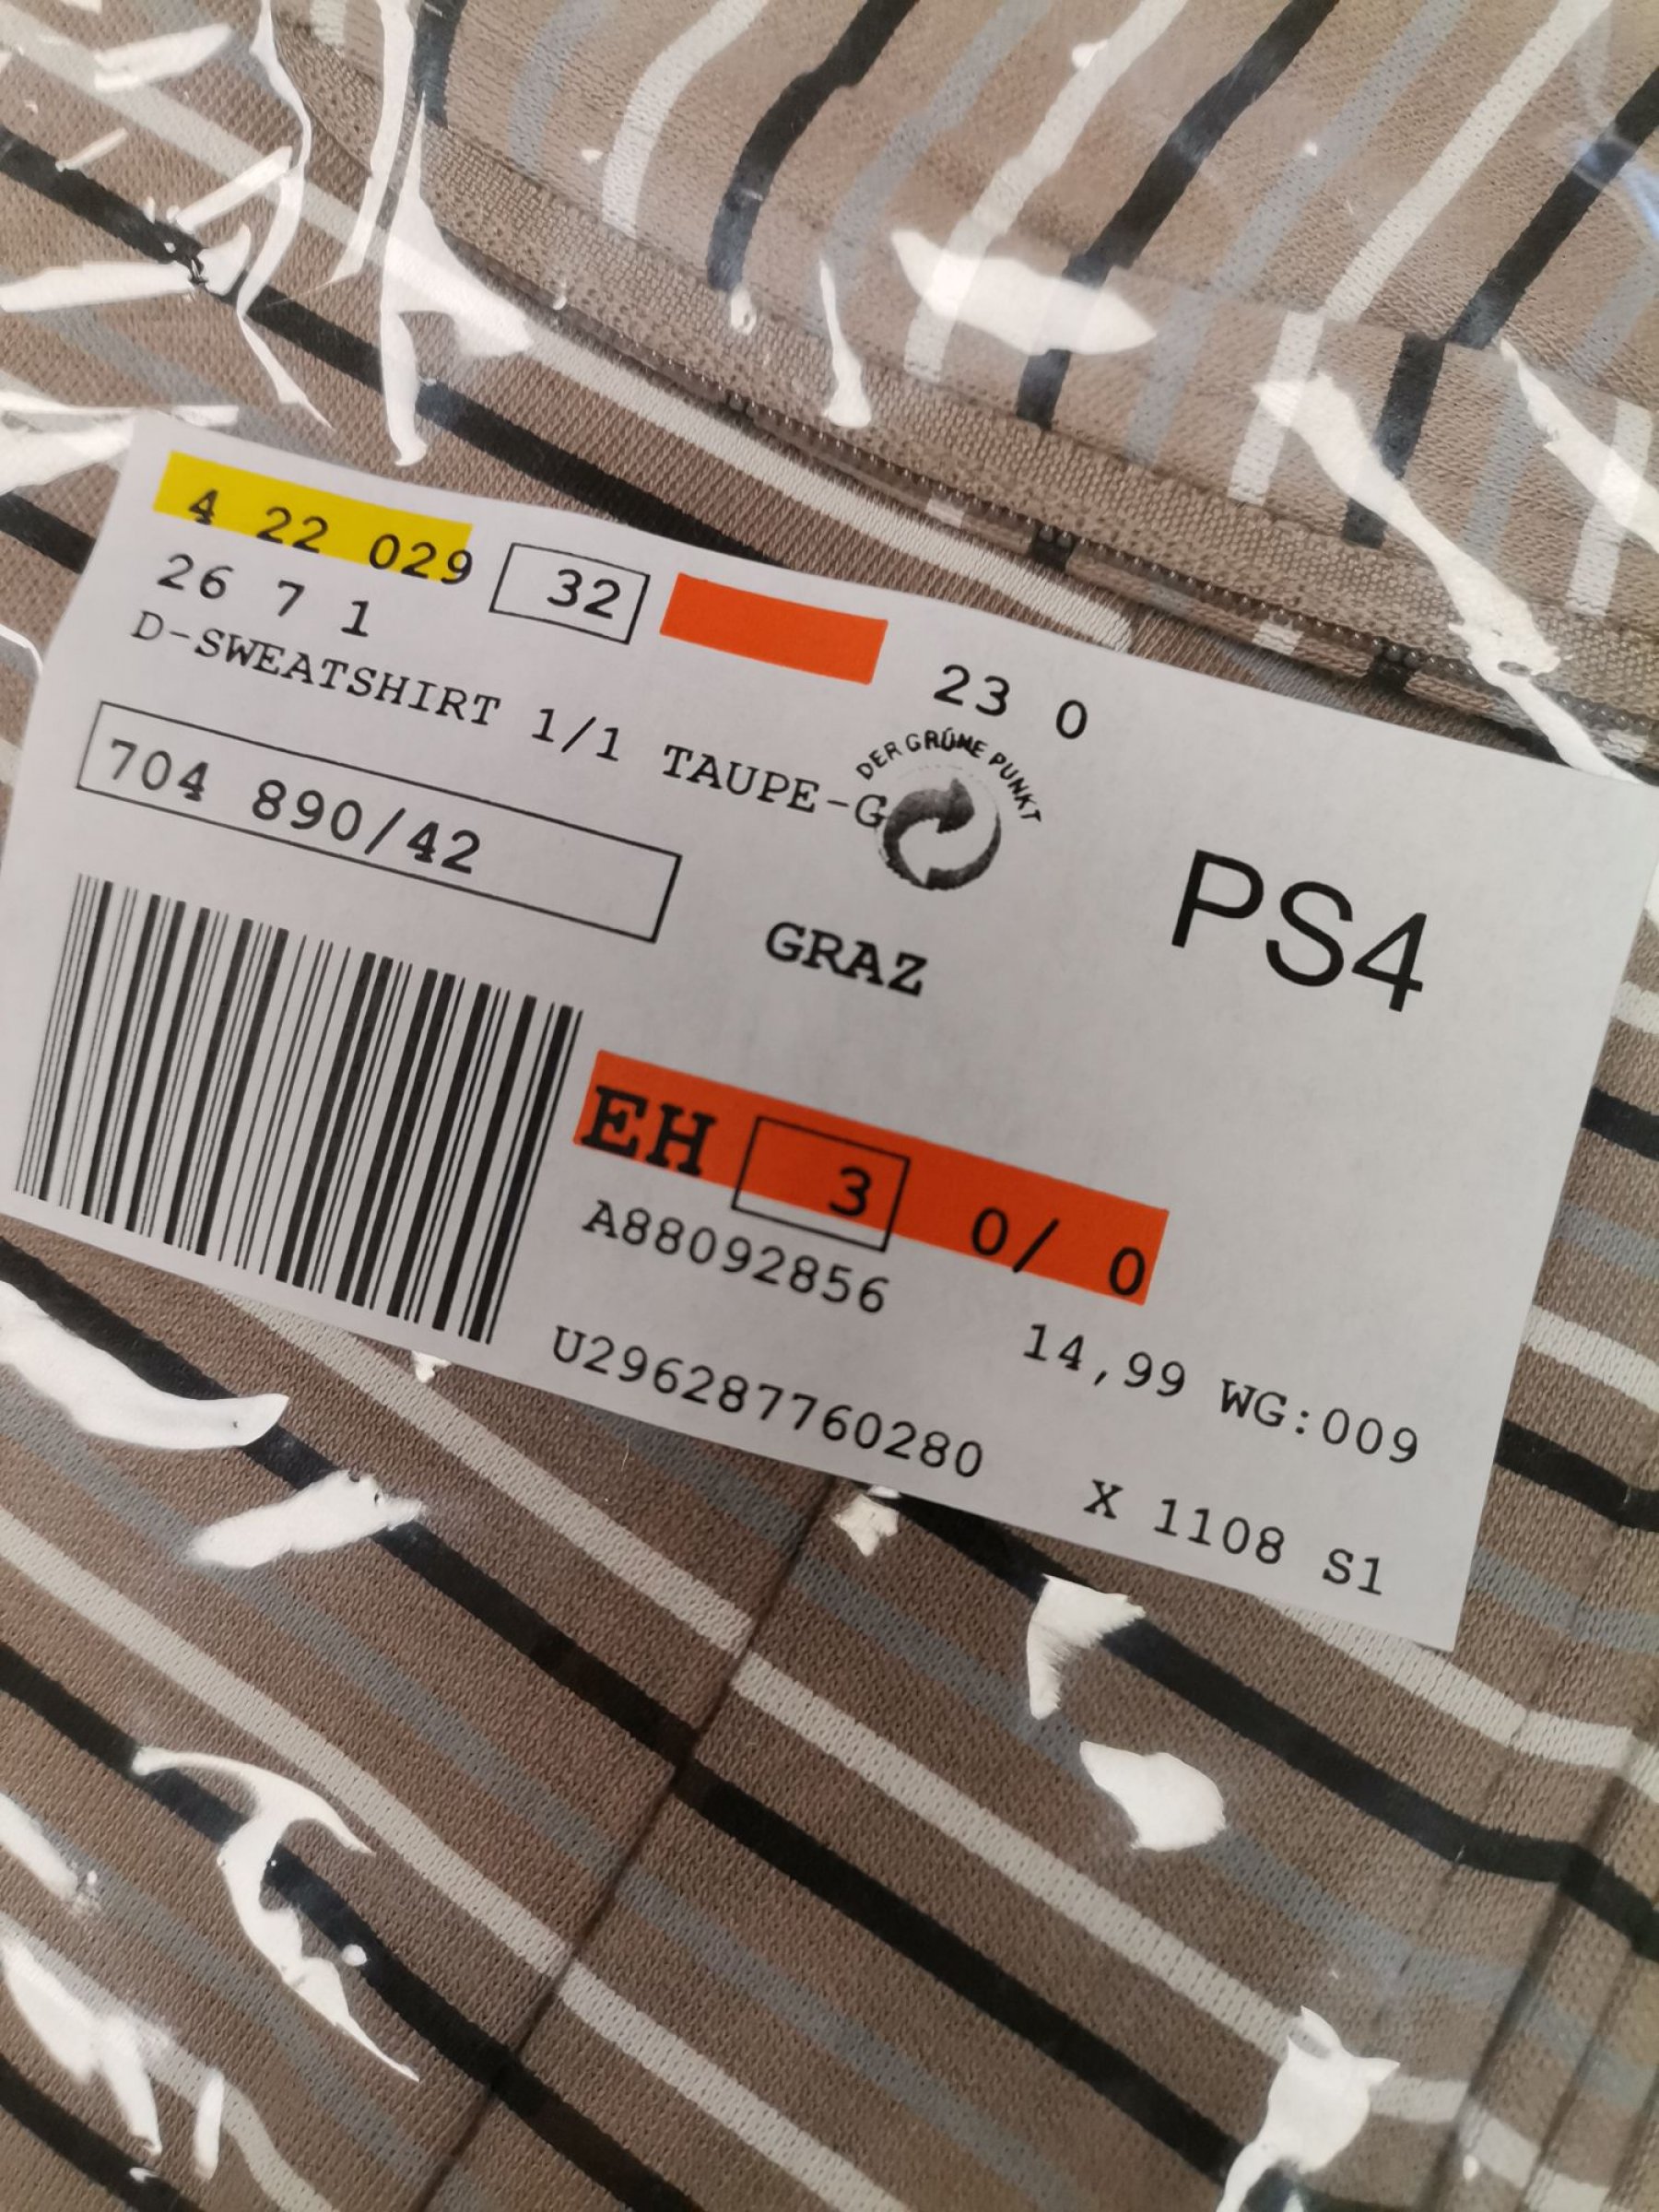 4 22 029 32 23 0
26 7 1
D-SWEATSHIRT 1/1 TAUPE-G
DER GRÜNE PUNKT
704 890/42
GRAZ
PS4
EH 3 0/ 0
A88092856
14,99 WG:009
U296287760280
X 1108 S1